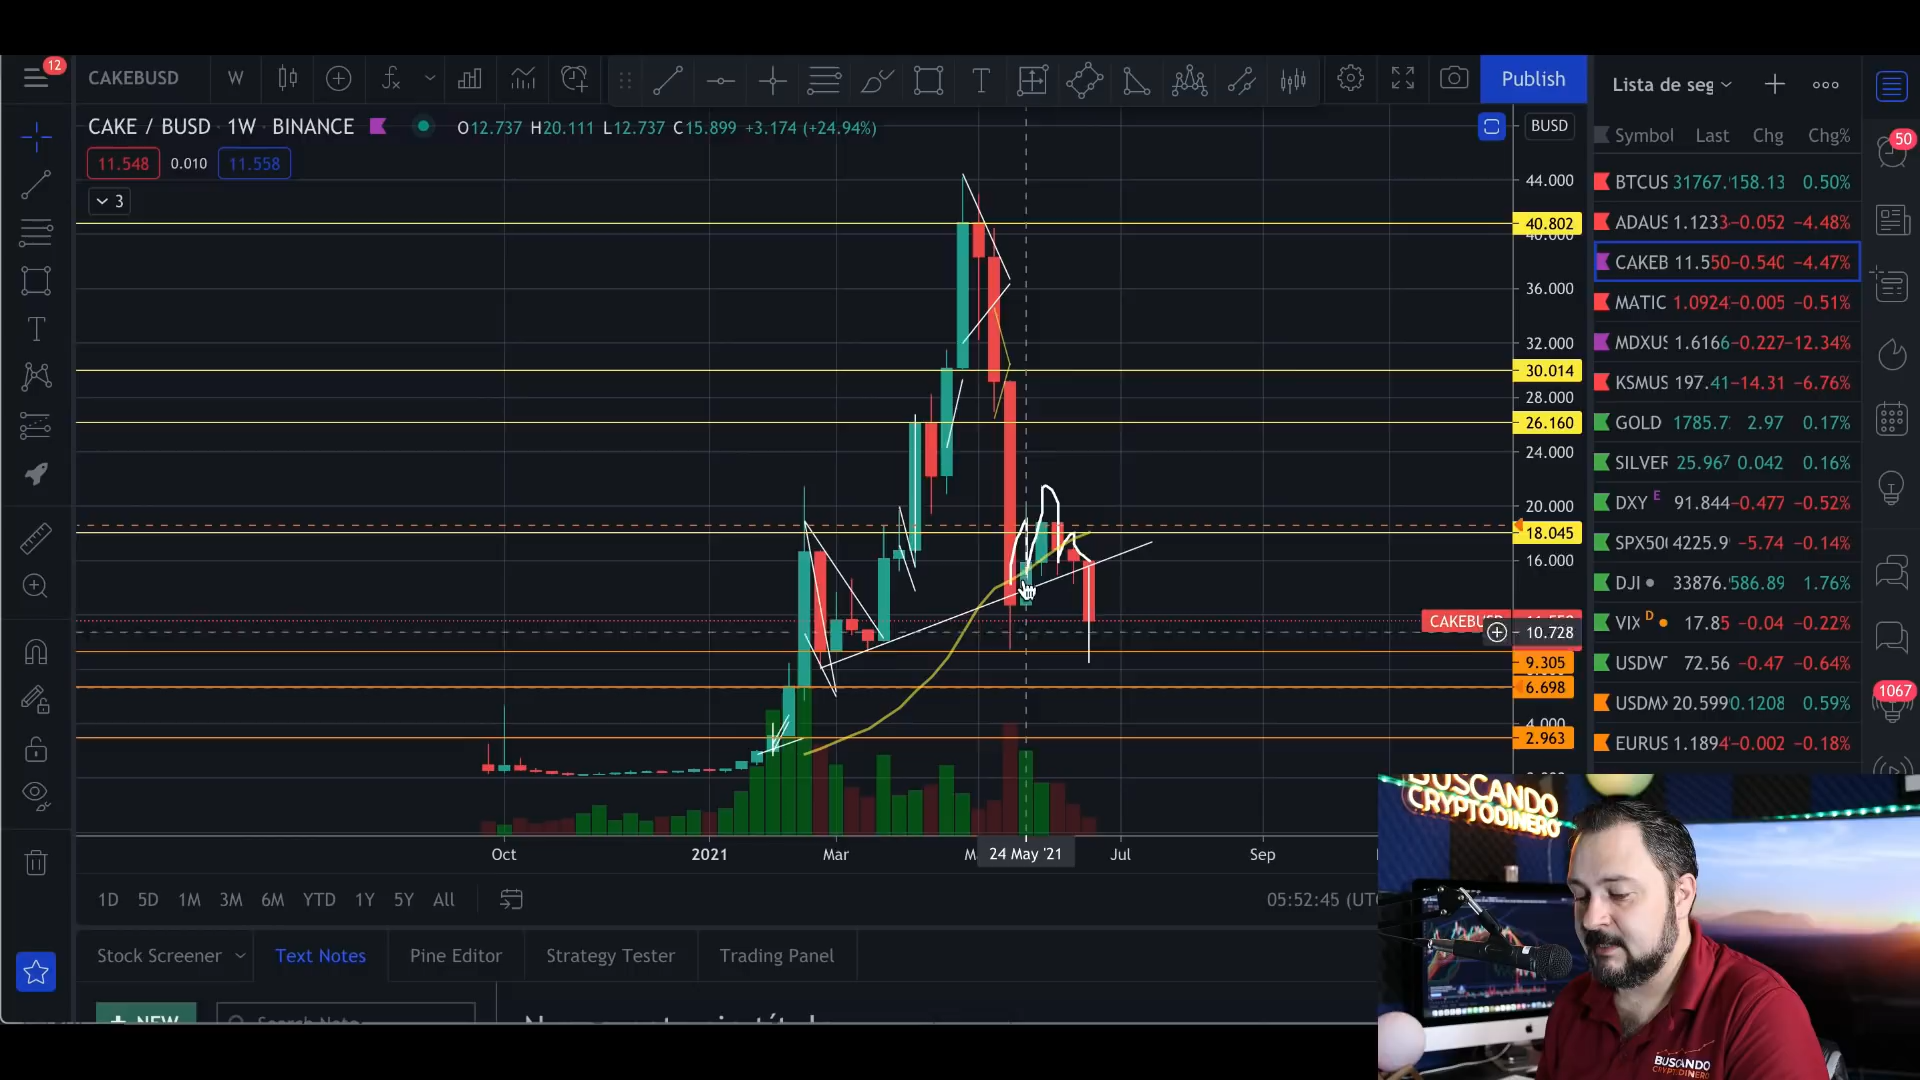 12
CAKEBUSD W Publish
CAKE / BUSD · 1W · BINANCE O12.737 H20.111 L12.737 C15.899 +3.174 (+24.94%) BUSD
11.548 0.010 11.558
3
44.000
40.802
36.000
32.000
30.014
28.000
26.160
24.000
20.000
18.045
16.000
CAKEBU
10.728
9.305
6.698
4.000
2.963
Oct 2021 Mar 24 May '21 Jul Sep
1D 5D 1M 3M 6M YTD 1Y 5Y All 05:52:45 (UTC
Stock Screener Text Notes Pine Editor Strategy Tester Trading Panel
+ NEW Search Note
Lista de seg
Symbol Last Chg Chg%
BTCUS 31767. 158.13 0.50%
ADAUS 1.1233 -0.052 -4.48%
CAKEB 11.550 -0.540 -4.47%
MATIC 1.0924 -0.005 -0.51%
MDXUS 1.6166 -0.227 -12.34%
KSMUS 197.41 -14.31 -6.76%
GOLD 1785.7 2.97 0.17%
SILVER 25.967 0.042 0.16%
DXY E 91.844 -0.477 -0.52%
SPX500 4225.9 -5.74 -0.14%
DJI 33876. 586.89 1.76%
VIX D 17.85 -0.04 -0.22%
USDW 72.56 -0.47 -0.64%
USDMX 20.599 0.1208 0.59%
EURUS 1.1894 -0.002 -0.18%
50
1067
BUSCANDO
CRYPTODINERO
BUSCANDO
CRYPTODINERO